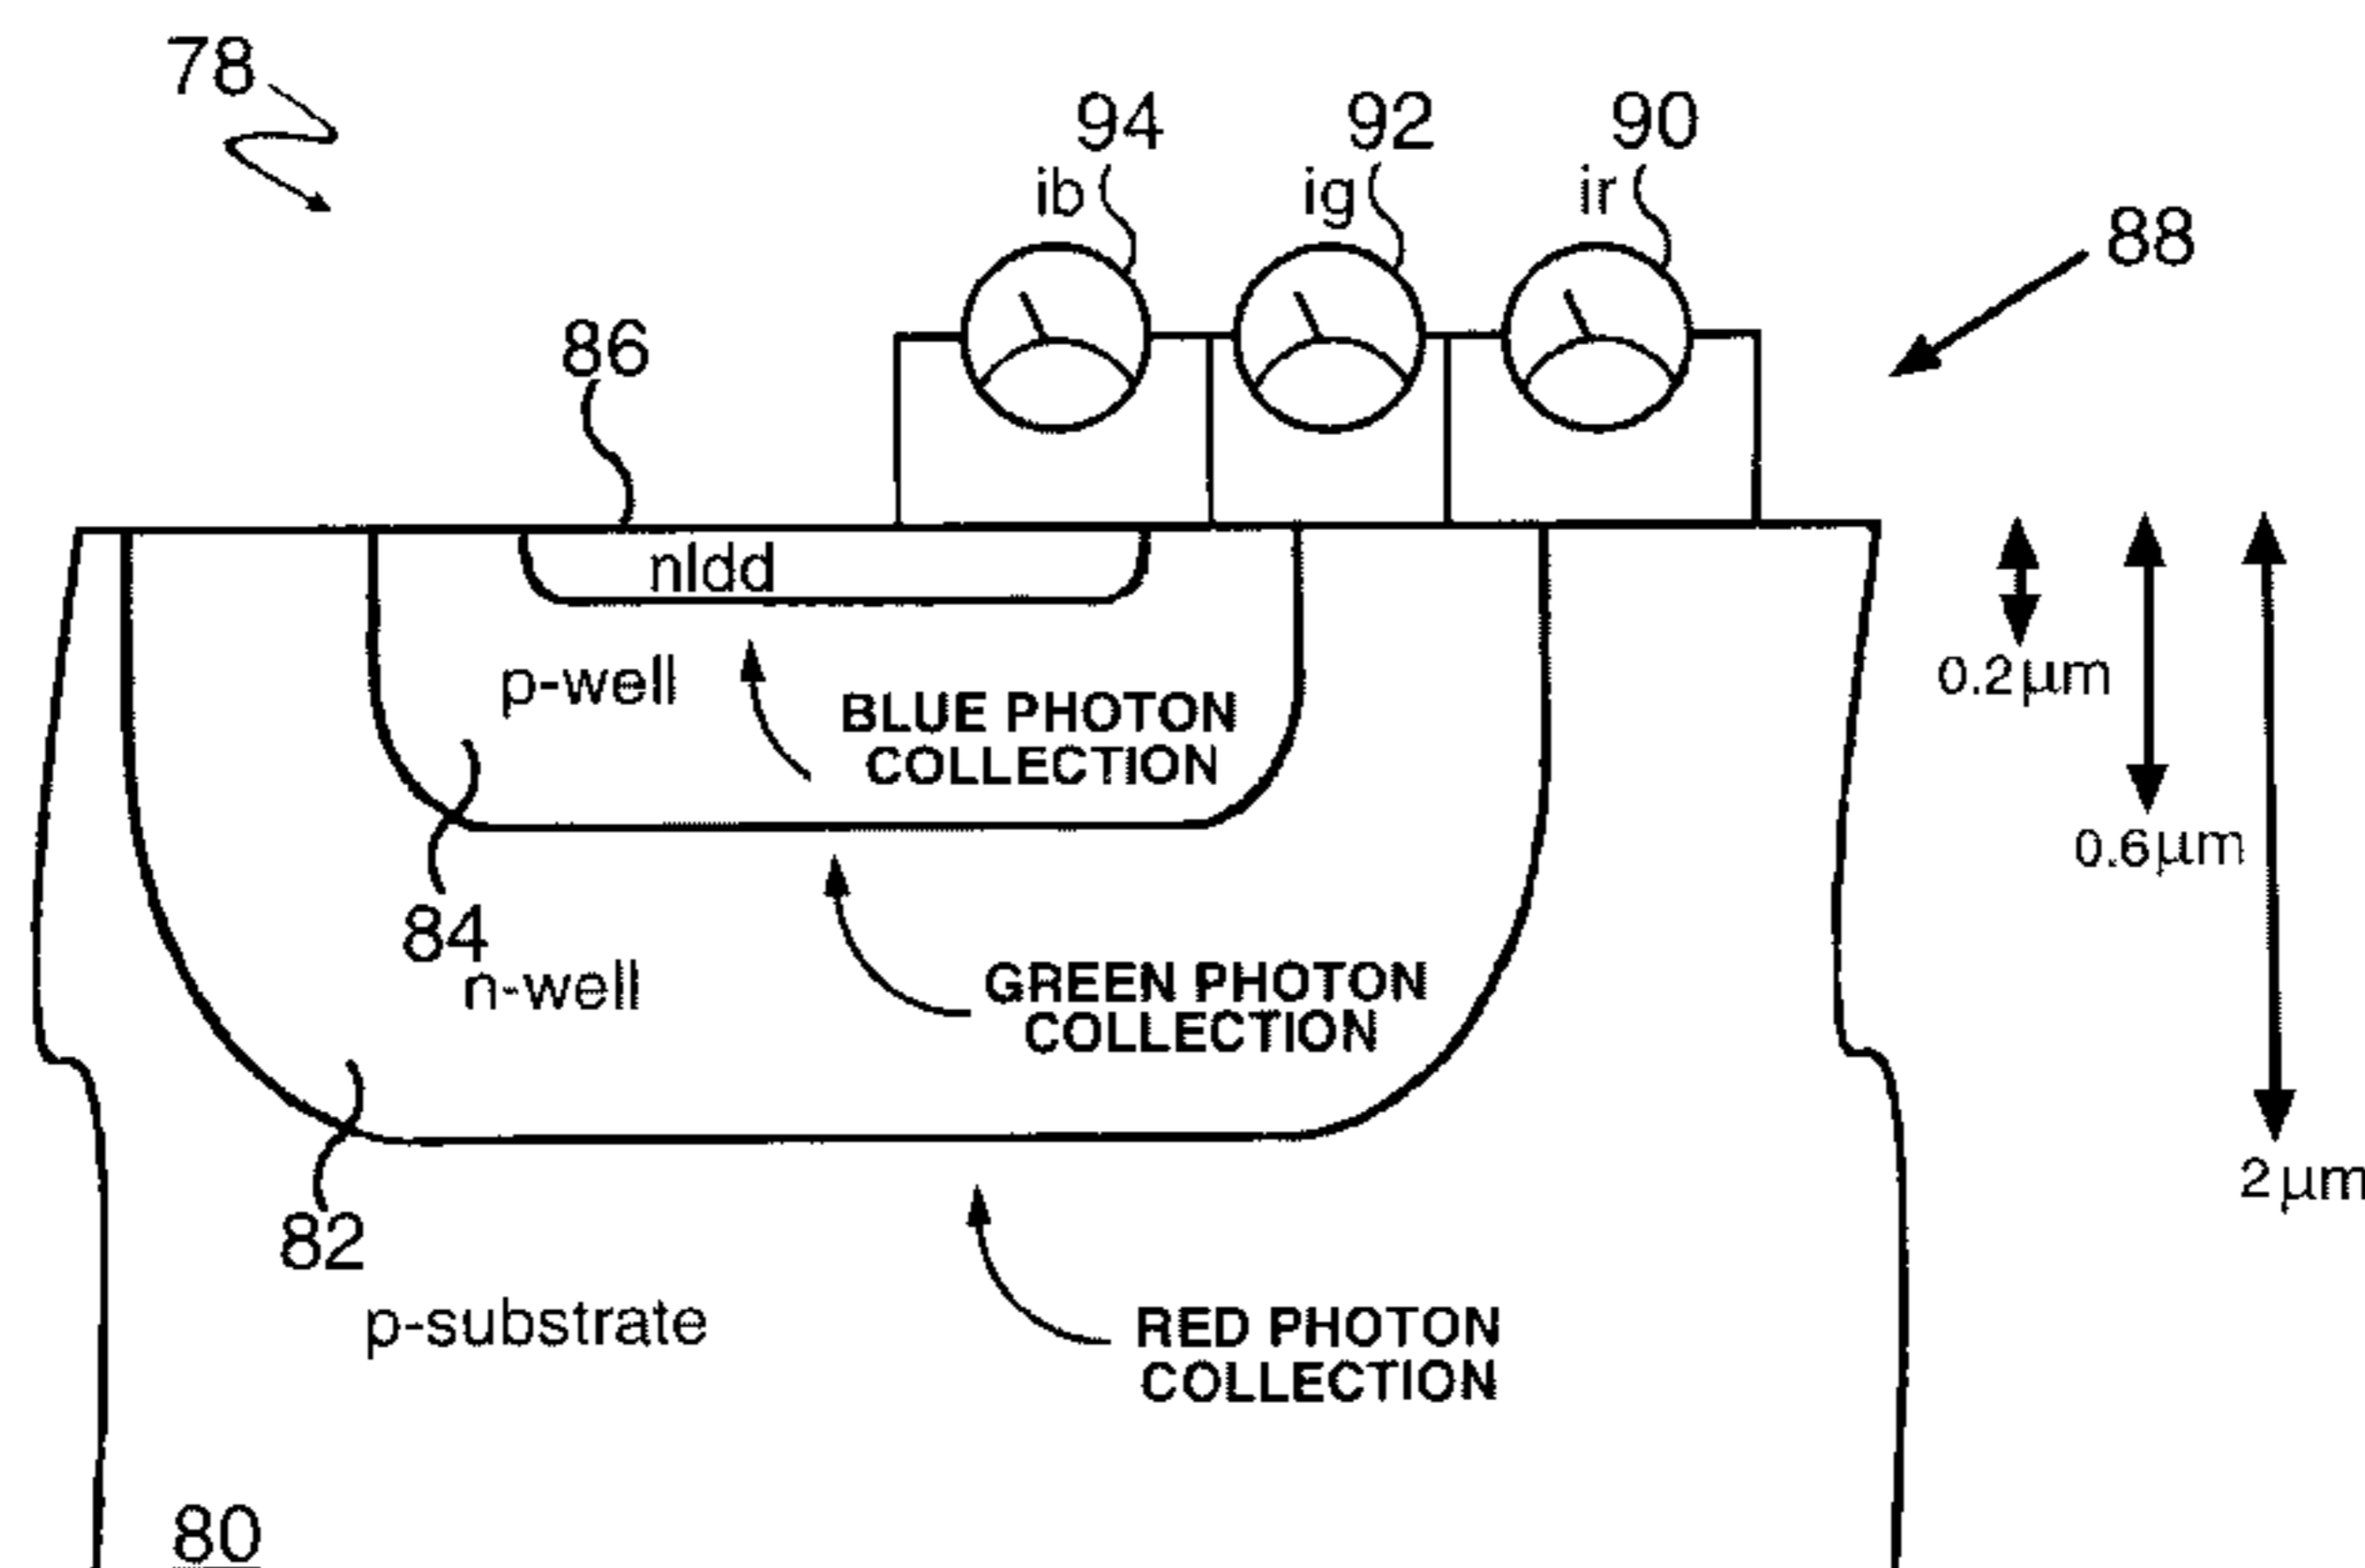 78
94
92
90
ib
ig
ir
88
86
nldd
p-well
BLUE PHOTON
COLLECTION
0.2µm
0.6µm
84
n-well
GREEN PHOTON
COLLECTION
2µm
82
p-substrate
RED PHOTON
COLLECTION
80